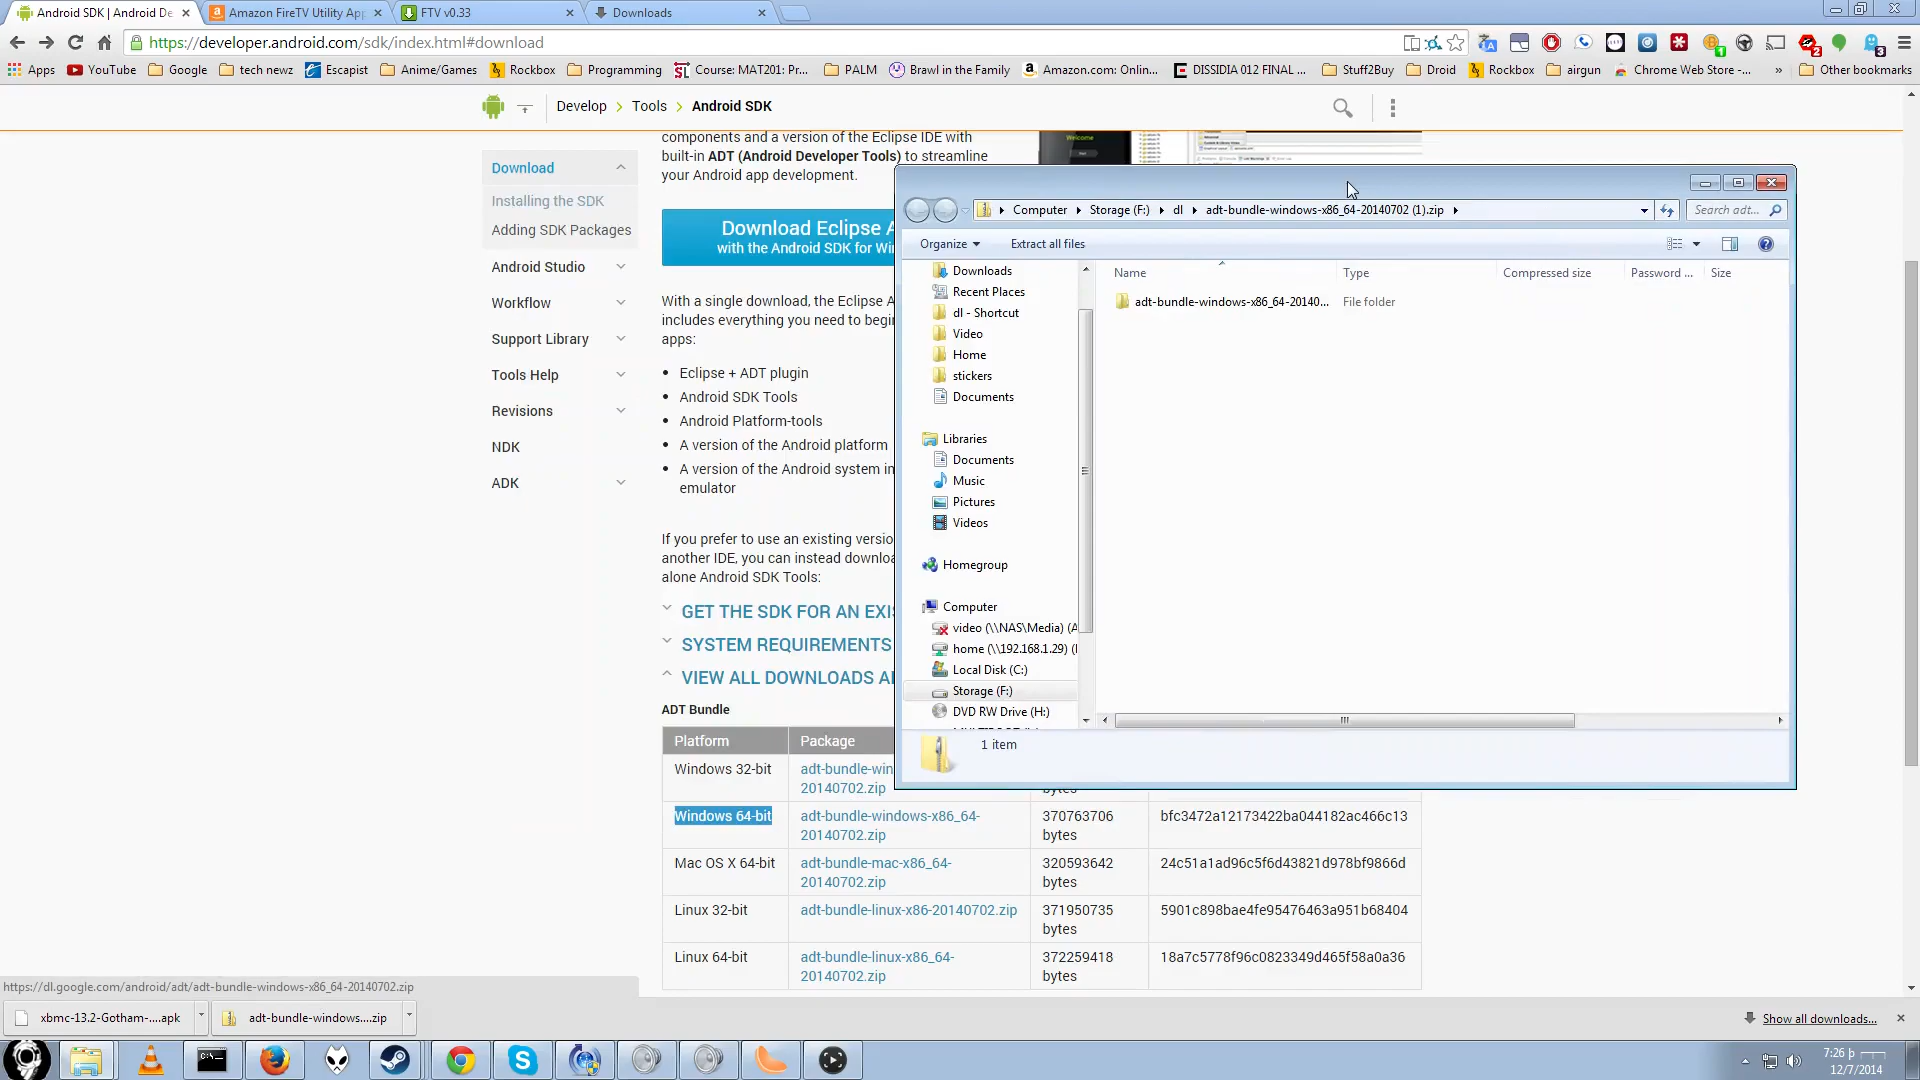 Android SDK | Android De
Amazon FireTV Utility App
FTV v0.33
Downloads
https://developer.android.com/sdk/index.html#download
Apps
YouTube
Google
tech newz
Escapist
Anime/Games
Rockbox
Programming
Course: MAT201: Pr...
PALM
Brawl in the Family
Amazon.com: Onlin...
DISSIDIA 012 FINAL ...
Stuff2Buy
Droid
Rockbox
airgun
Chrome Web Store -...
»
Other bookmarks
Develop > Tools > Android SDK
Download
Installing the SDK
Adding SDK Packages
Android Studio
Workflow
Support Library
Tools Help
Revisions
NDK
ADK
components and a version of the Eclipse IDE with
built-in ADT (Android Developer Tools) to streamline
your Android app development.
Download Eclipse A
with the Android SDK for Wi
With a single download, the Eclipse A
includes everything you need to begi
apps:
• Eclipse + ADT plugin
• Android SDK Tools
• Android Platform-tools
• A version of the Android platform
• A version of the Android system i
emulator
If you prefer to use an existing versio
another IDE, you can instead downlo
alone Android SDK Tools:
GET THE SDK FOR AN EXI
SYSTEM REQUIREMENTS
VIEW ALL DOWNLOADS A
ADT Bundle
Platform Package
Windows 32-bit adt-bundle-win
20140702.zip bytes
Windows 64-bit adt-bundle-windows-x86_64- 370763706 bfc3472a12173422ba044182ac466c13
20140702.zip bytes
Mac OS X 64-bit adt-bundle-mac-x86_64- 320593642 24c51a1ad96c5f6d43821d978bf9866d
20140702.zip bytes
Linux 32-bit adt-bundle-linux-x86-20140702.zip 371950735 5901c898bae4fe95476463a951b68404
bytes
Linux 64-bit adt-bundle-linux-x86_64- 372259418 18a7c5778f96c0823349d465f58a0a36
20140702.zip bytes
Computer Storage (F:) dl adt-bundle-windows-x86_64-20140702 (1).zip
Search adt...
Organize Extract all files
Name Type Compressed size Password ... Size
adt-bundle-windows-x86_64-20140... File folder
Downloads
Recent Places
dl - Shortcut
Video
Home
stickers
Documents
Libraries
Documents
Music
Pictures
Videos
Homegroup
Computer
video (\\NAS\Media) (A
home (\\192.168.1.29) (
Local Disk (C:)
Storage (F:)
DVD RW Drive (H:)
1 item
https://dl.google.com/android/adt/adt-bundle-windows-x86_64-20140702.zip
xbmc-13.2-Gotham-....apk
adt-bundle-windows....zip
Show all downloads...
7:26
12/7/2014